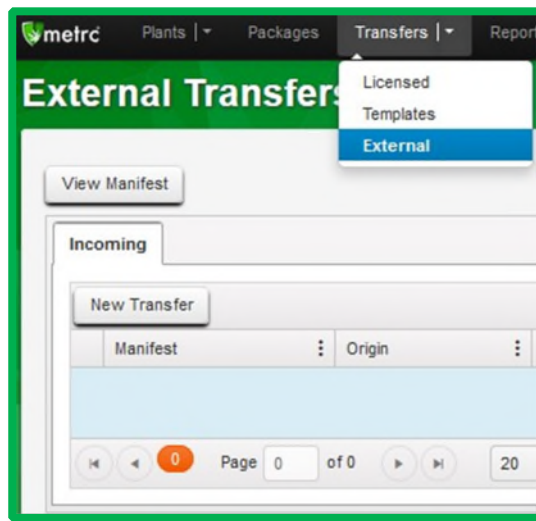 metrc Plants Packages Transfers Report
External Transfers
Licensed
Templates
External
View Manifest
Incoming
New Transfer
Manifest Origin
0 Page 0 of 0 20